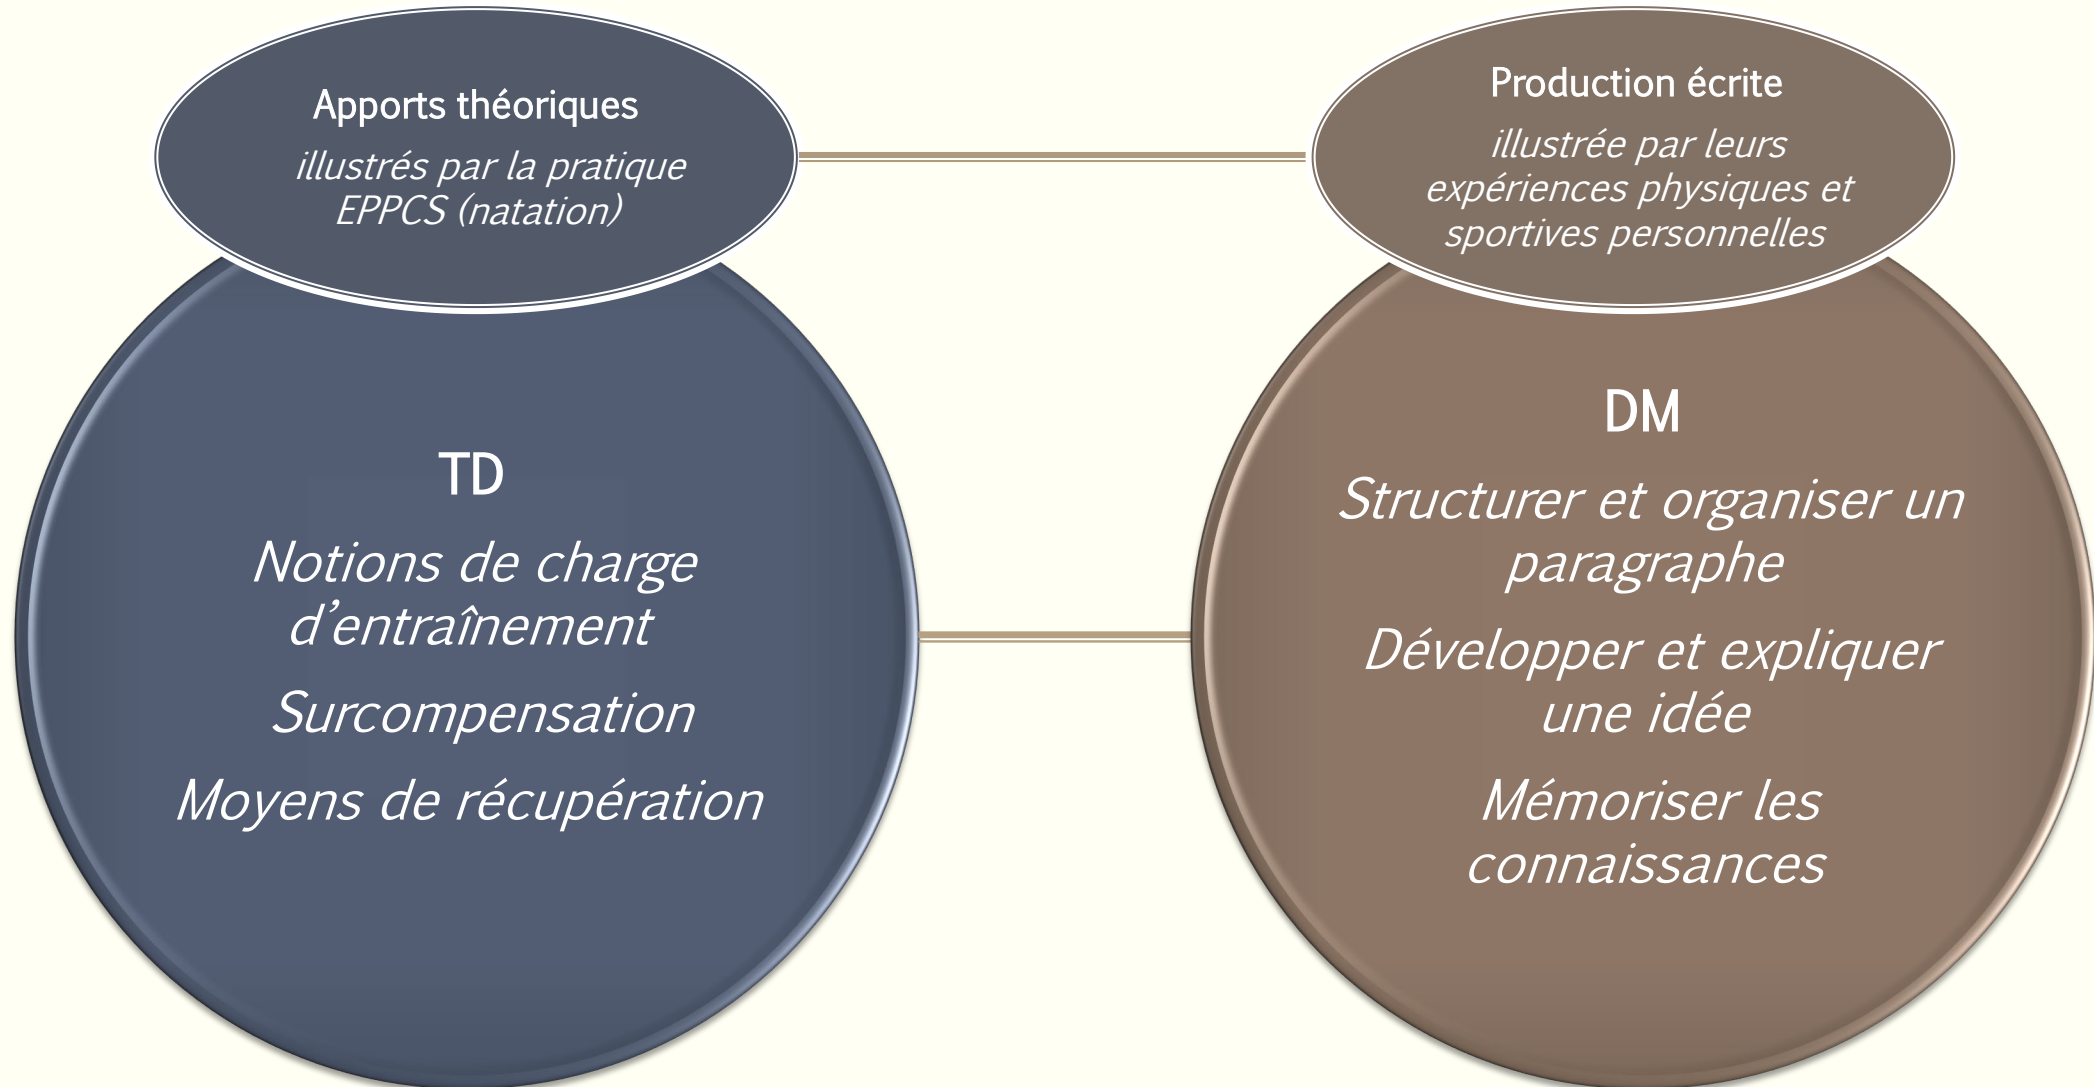 Apports théoriques
illustrés par la pratique
EPPCS (natation)
TD
Notions de charge
d’entraînement
Surcompensation
Moyens de récupération
Production écrite
illustrée par leurs
expériences physiques et
sportives personnelles
DM
Structurer et organiser un
paragraphe
Développer et expliquer
une idée
Mémoriser les
connaissances